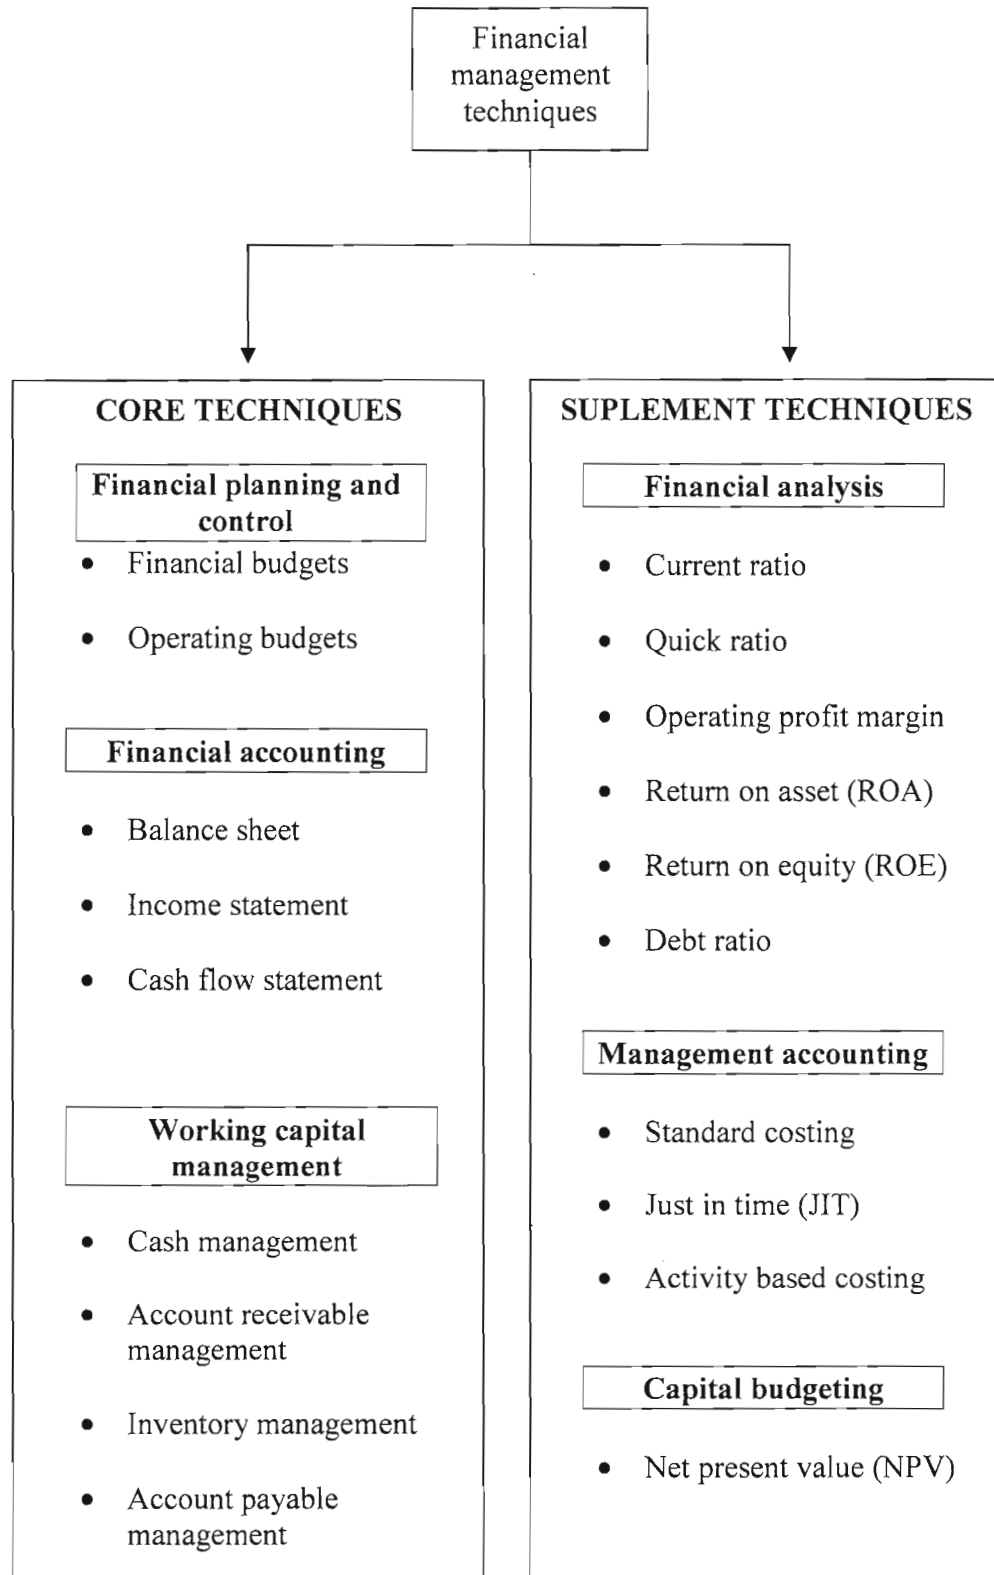 Financial
management
techniques
CORE TECHNIQUES
Financial planning and
control
• Financial budgets
• Operating budgets
Financial accounting
• Balance sheet
• Income statement
• Cash flow statement
Working capital
management
• Cash management
• Account receivable
management
• Inventory management
• Account payable
management
SUPLEMENT TECHNIQUES
Financial analysis
• Current ratio
• Quick ratio
• Operating profit margin
• Return on asset (ROA)
• Return on equity (ROE)
• Debt ratio
Management accounting
• Standard costing
• Just in time (JIT)
• Activity based costing
Capital budgeting
• Net present value (NPV)